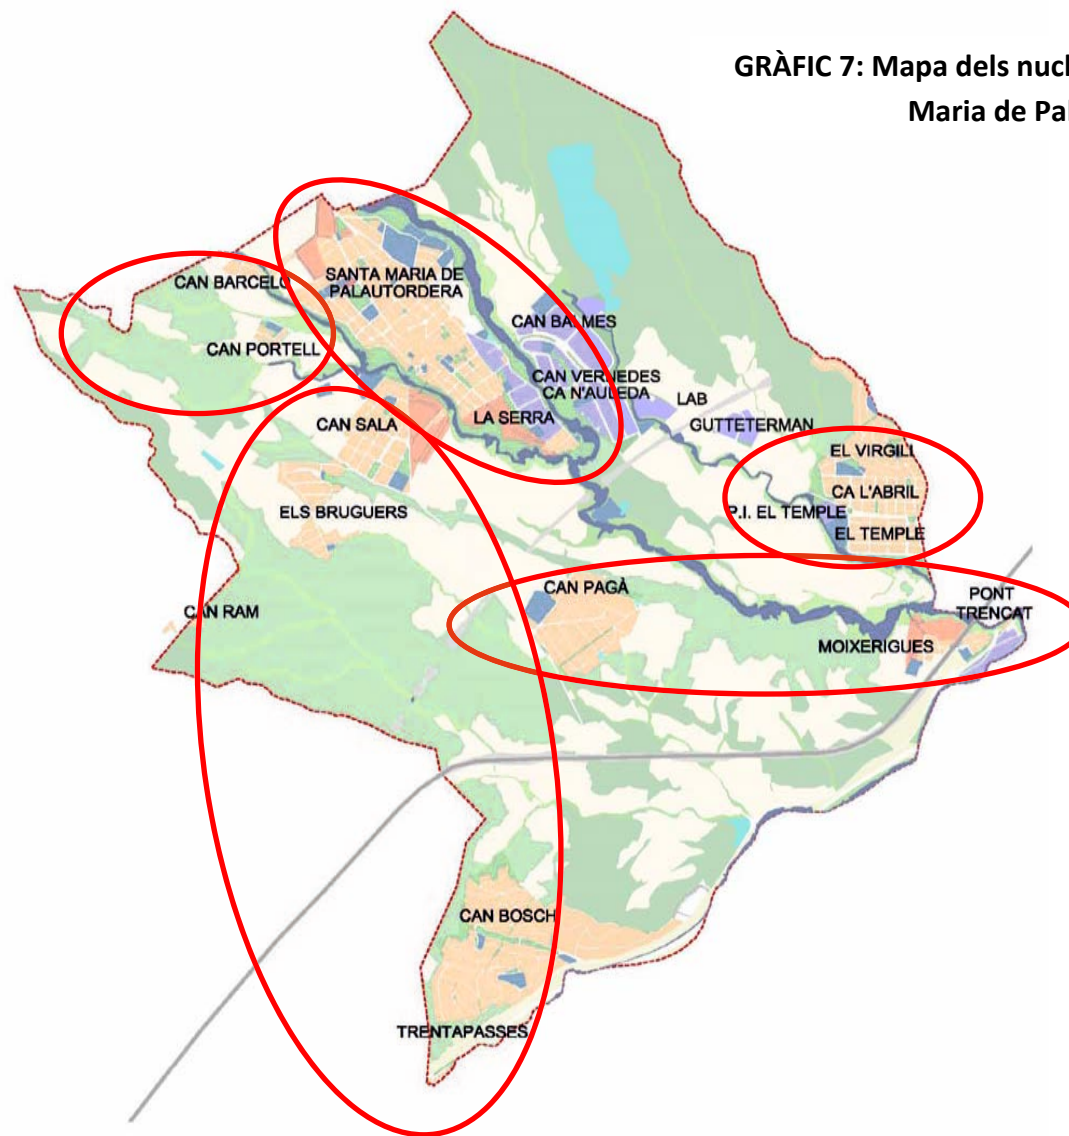 GRÀFIC 7: Mapa dels nucl
Maria de Pal
CAN BARCELO
SANTA MARIA DE
PALAUTORDERA
CAN PORTELL
CAN BALMES
CAN VERNEDES
CA N'AULEDA
LAB
GUTTETERMAN
LA SERRA
CAN SALA
EL VIRGILI
CA L'ABRIL
P.I. EL TEMPLE
EL TEMPLE
ELS BRUGUERS
CAN PAGÀ
PONT
TRENCAT
CAN RAM
MOIXERIGUES
CAN BOSCH
TRENTAPASSES